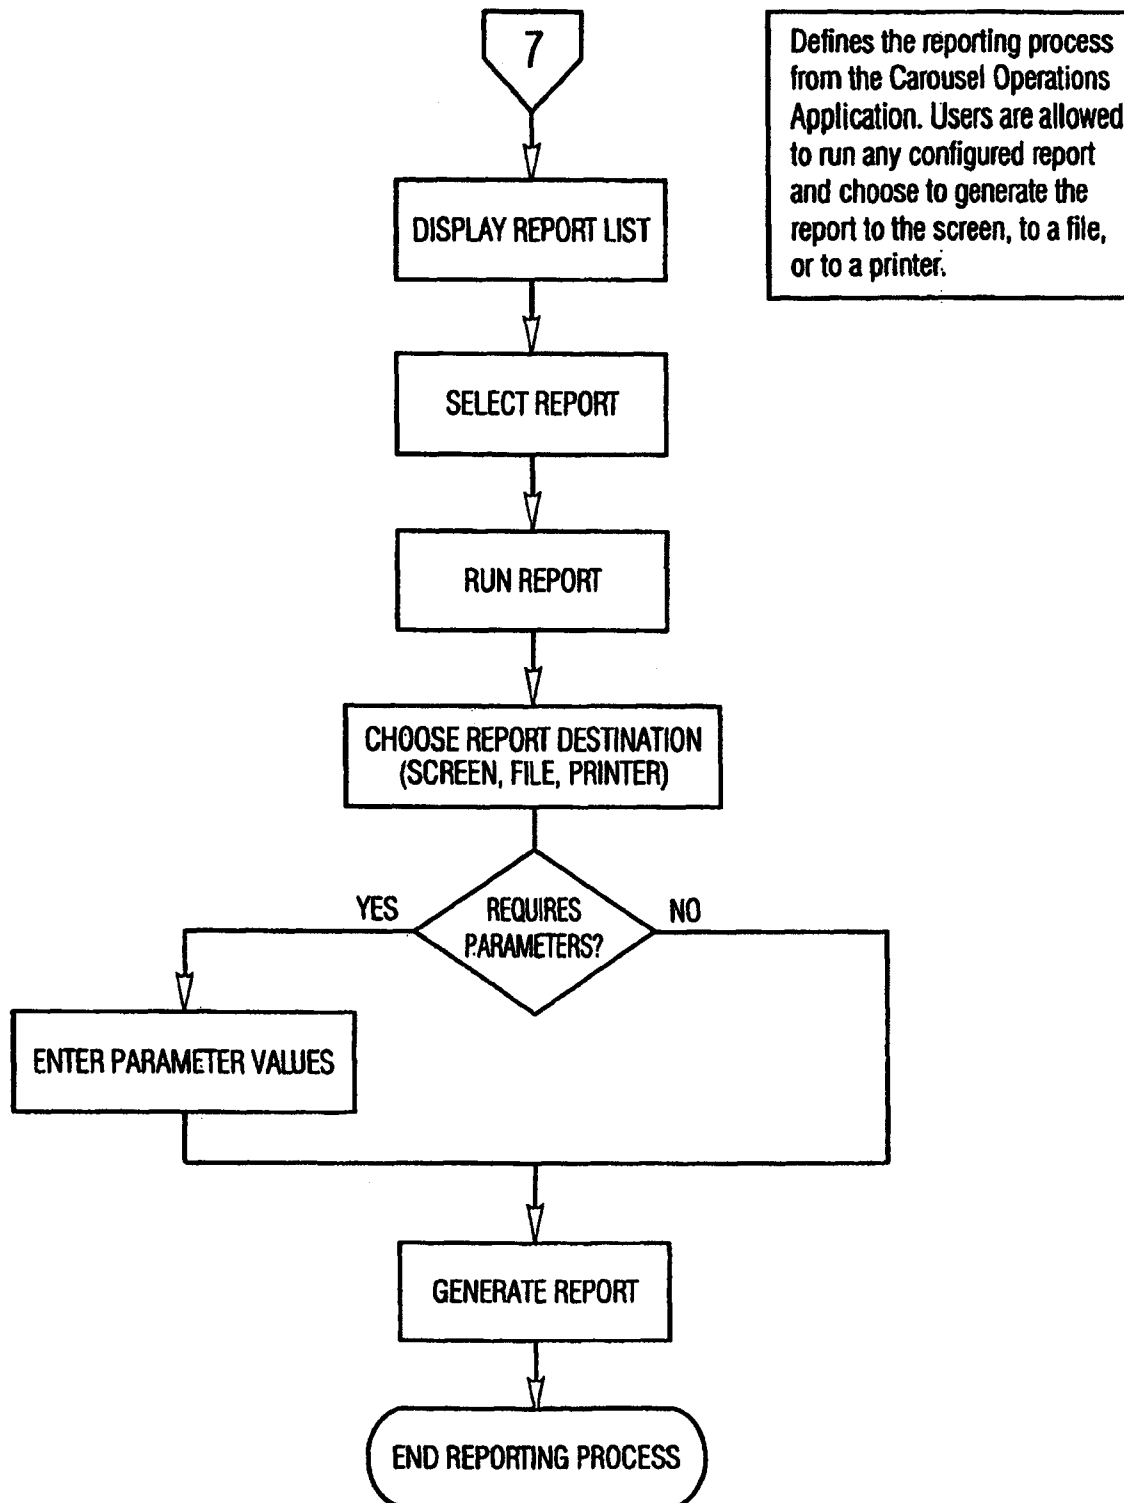 7
Defines the reporting process
from the Carousel Operations
Application. Users are allowed
to run any configured report
and choose to generate the
report to the screen, to a file,
or to a printer.
DISPLAY REPORT LIST
SELECT REPORT
RUN REPORT
CHOOSE REPORT DESTINATION
(SCREEN, FILE, PRINTER)
YES
REQUIRES
PARAMETERS?
NO
ENTER PARAMETER VALUES
GENERATE REPORT
END REPORTING PROCESS